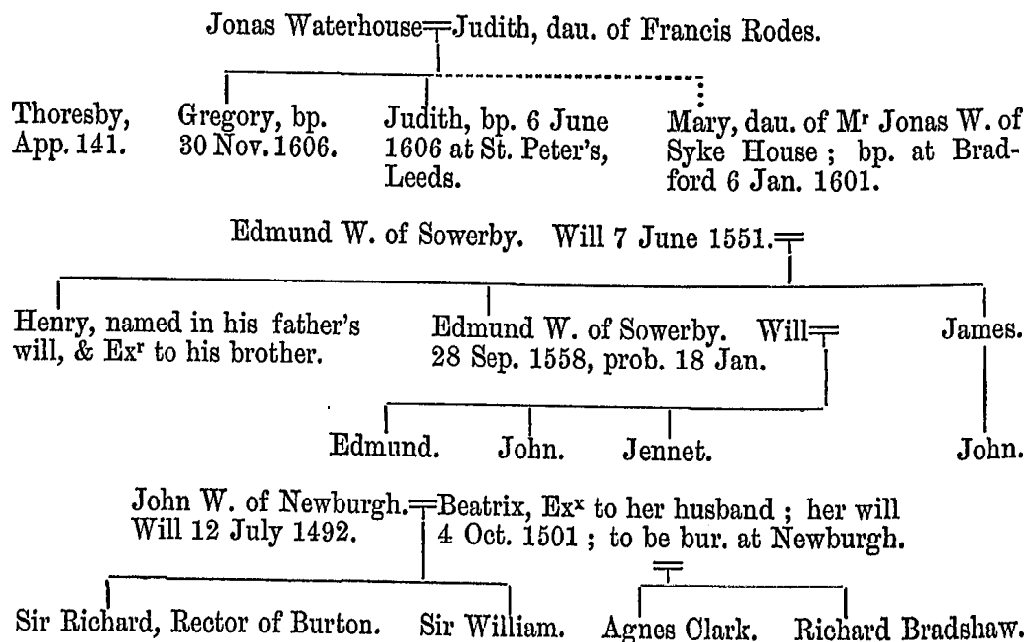 Jonas Waterhouse Judith, dau. of Francis Rodes.
Thoresby,
App. 141.
Gregory, bp.
30 Nov. 1606.
Judith, bp. 6 June
1606 at St. Peter's,
Leeds.
Mary, dau. of Mʳ Jonas W. of
Syke House ; bp. at Brad-
ford 6 Jan. 1601.
Edmund W. of Sowerby. Will 7 June 1551.
Henry, named in his father's
will, & Exʳ to his brother.
Edmund W. of Sowerby. Will
28 Sep. 1558, prob. 18 Jan.
James.
Edmund.
John.
Jennet.
John.
John W. of Newburgh.
Will 12 July 1492.
Beatrix, Exˣ to her husband ; her will
4 Oct. 1501 ; to be bur. at Newburgh.
Sir Richard, Rector of Burton.
Sir William.
Agnes Clark.
Richard Bradshaw.